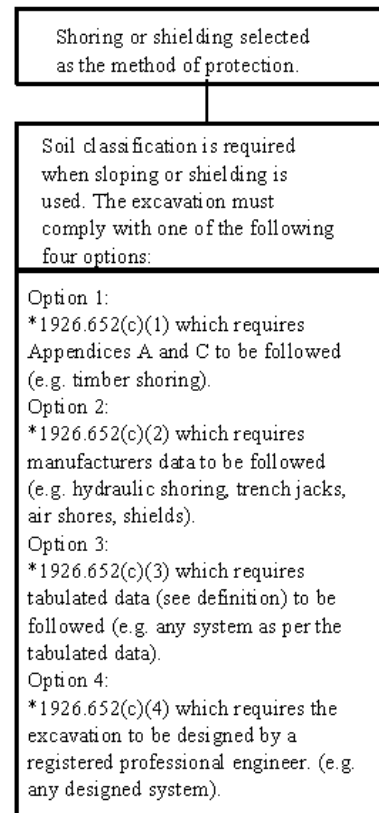 Shoring or shielding selected
as the method of protection.
Soil classification is required
when sloping or shielding is
used. The excavation must
comply with one of the following
four options:
Option 1:
*1926.652(c)(1) which requires
Appendices A and C to be followed
(e.g. timber shoring).
Option 2:
*1926.652(c)(2) which requires
manufacturers data to be followed
(e.g. hydraulic shoring, trench jacks,
air shores, shields).
Option 3:
*1926.652(c)(3) which requires
tabulated data (see definition) to be
followed (e.g. any system as per the
tabulated data).
Option 4:
*1926.652(c)(4) which requires the
excavation to be designed by a
registered professional engineer. (e.g.
any designed system).